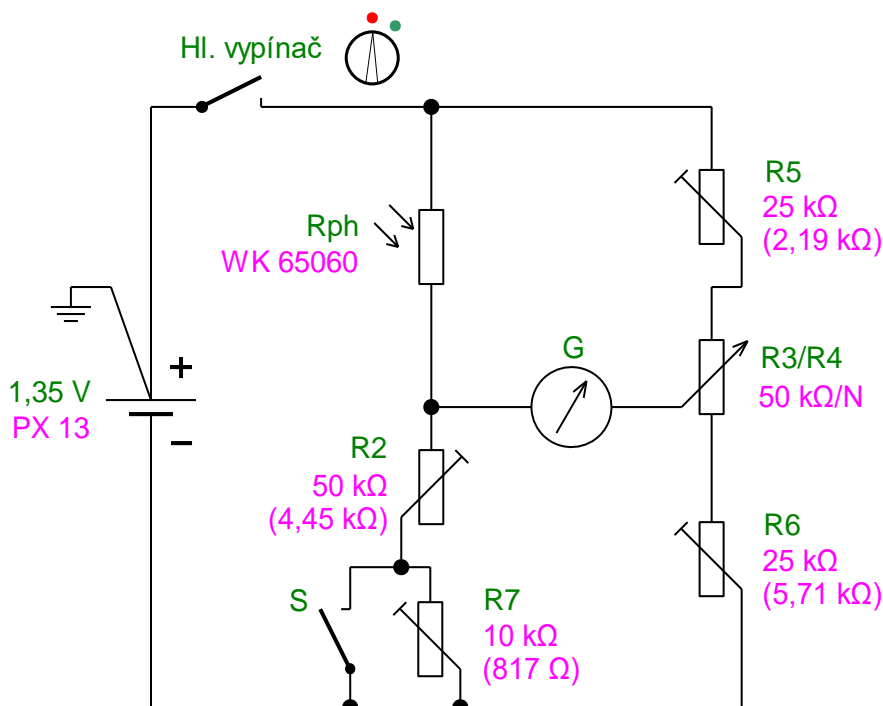 Hl. vypínač
R5
25 kΩ
(2,19 kΩ)
Rph
WK 65060
G
R3/R4
50 kΩ/N
+
1,35 V
PX 13
–
R2
50 kΩ
(4,45 kΩ)
R6
25 kΩ
(5,71 kΩ)
S
R7
10 kΩ
(817 Ω)